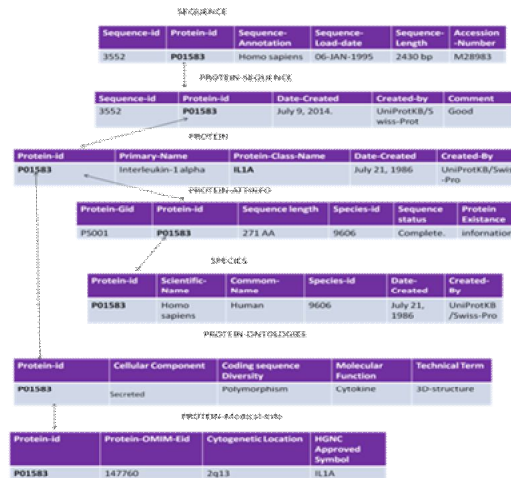 SEQUENCE
Sequence-id Protein-id Sequence-Annotation Sequence-Load-date Sequence-Length Accession-Number
3552 P01583 Homo sapiens 06-JAN-1995 2430 bp M28983
PROTEIN-SEQUENCE
Sequence-id Protein-id Date-Created Created-by Comment
3552 P01583 July 9, 2014. UniProtKB/Swiss-Prot Good
PROTEIN
Protein-id Primary-Name Protein-Class-Name Date-Created Created-By
P01583 Interleukin-1 alpha IL1A July 21, 1986 UniProtKB/Swiss-Pro
PROTEIN-ATTINFO
Protein-Gid Protein-id Sequence length Species-id Sequence status Protein Existance
PS001 P01583 271 AA 9606 Complete. information
SPECIES
Protein-id Scientific-Name Commom-Name Species-id Date-Created Created-By
P01583 Homo sapiens Human 9606 July 21, 1986 UniProtKB/Swiss-Pro
PROTEIN-ONTOLOGIES
Protein-id Cellular Component Coding sequence Diversity Molecular Function Technical Term
P01583 Secreted Polymorphism Cytokine 3D-structure
PROTEIN-Medical-info
Protein-id Protein-OMIM-Eid Cytogenetic Location HGNC Approved Symbol
P01583 147760 2q13 IL1A